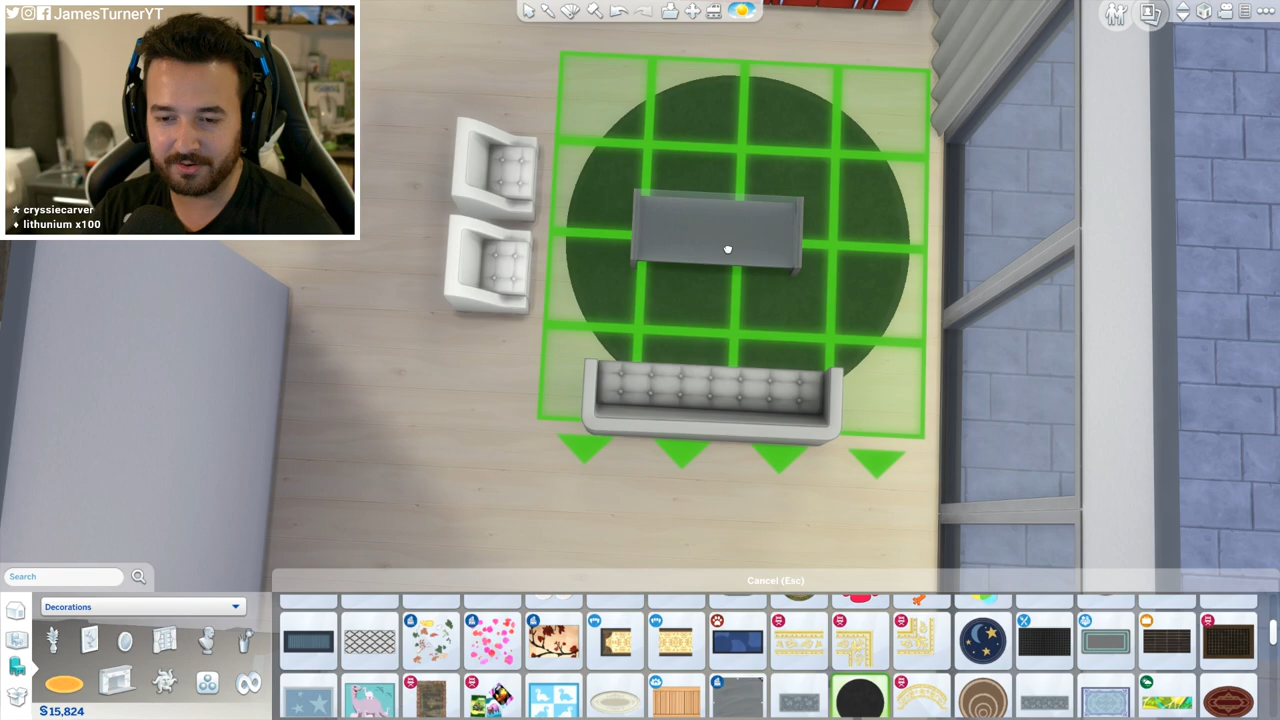 JamesTurnerYT
★ cryssiecarver
♦ lithunium x100
Cancel (Esc)
Search
Decorations
§15,824